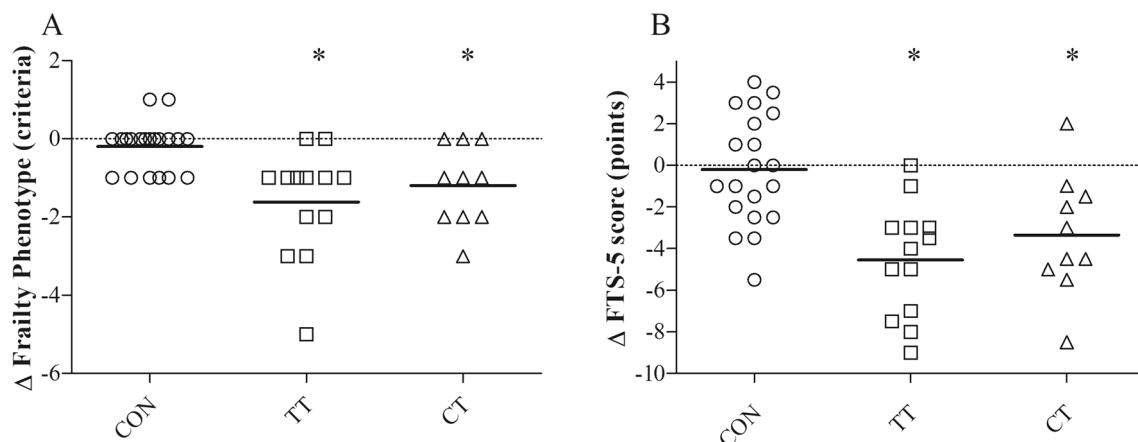 A
Δ Frailty Phenotype (criteria)
* *
2
0
-2
-4
-6
CON TT CT
B
Δ FTS-5 score (points)
* *
4
2
0
-2
-4
-6
-8
-10
CON TT CT